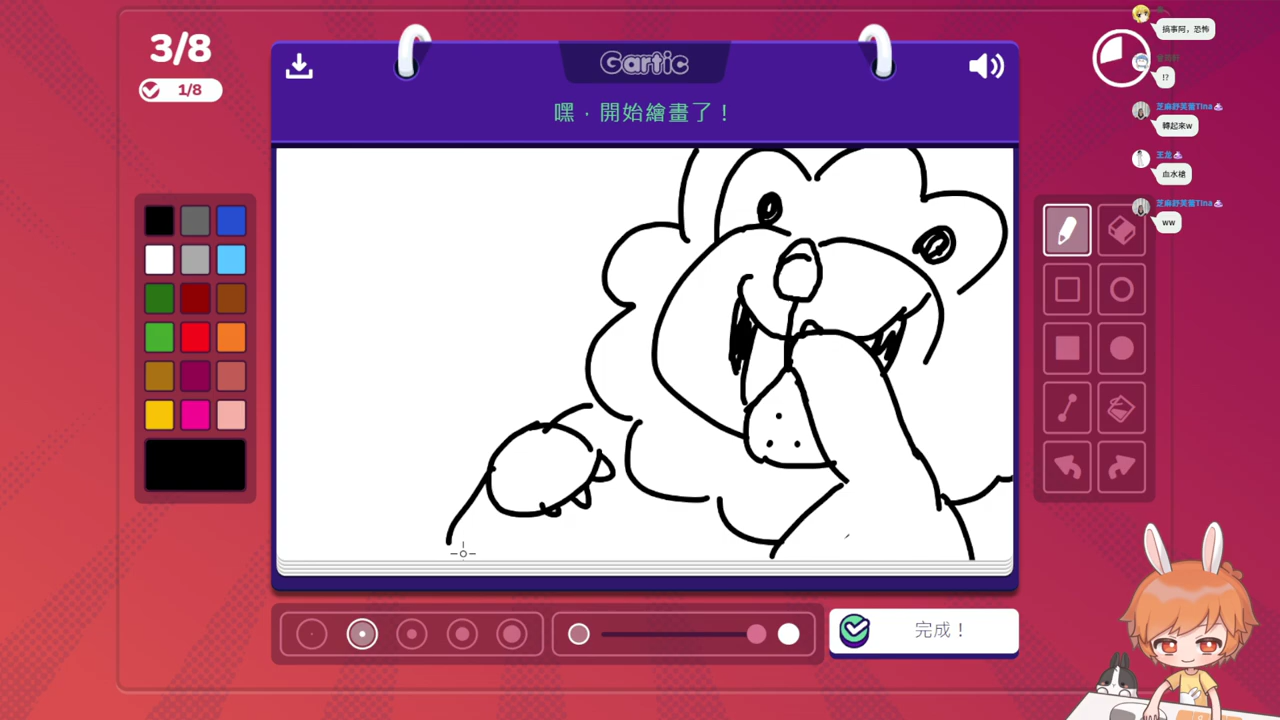 3/8
1/8
Gartic
嘿，開始繪畫了！
搞事阿，恐怖
!?
芝麻舒芙蕾Tina
轉起來w
王龙
血水槍
芝麻舒芙蕾Tina
ww
完成！